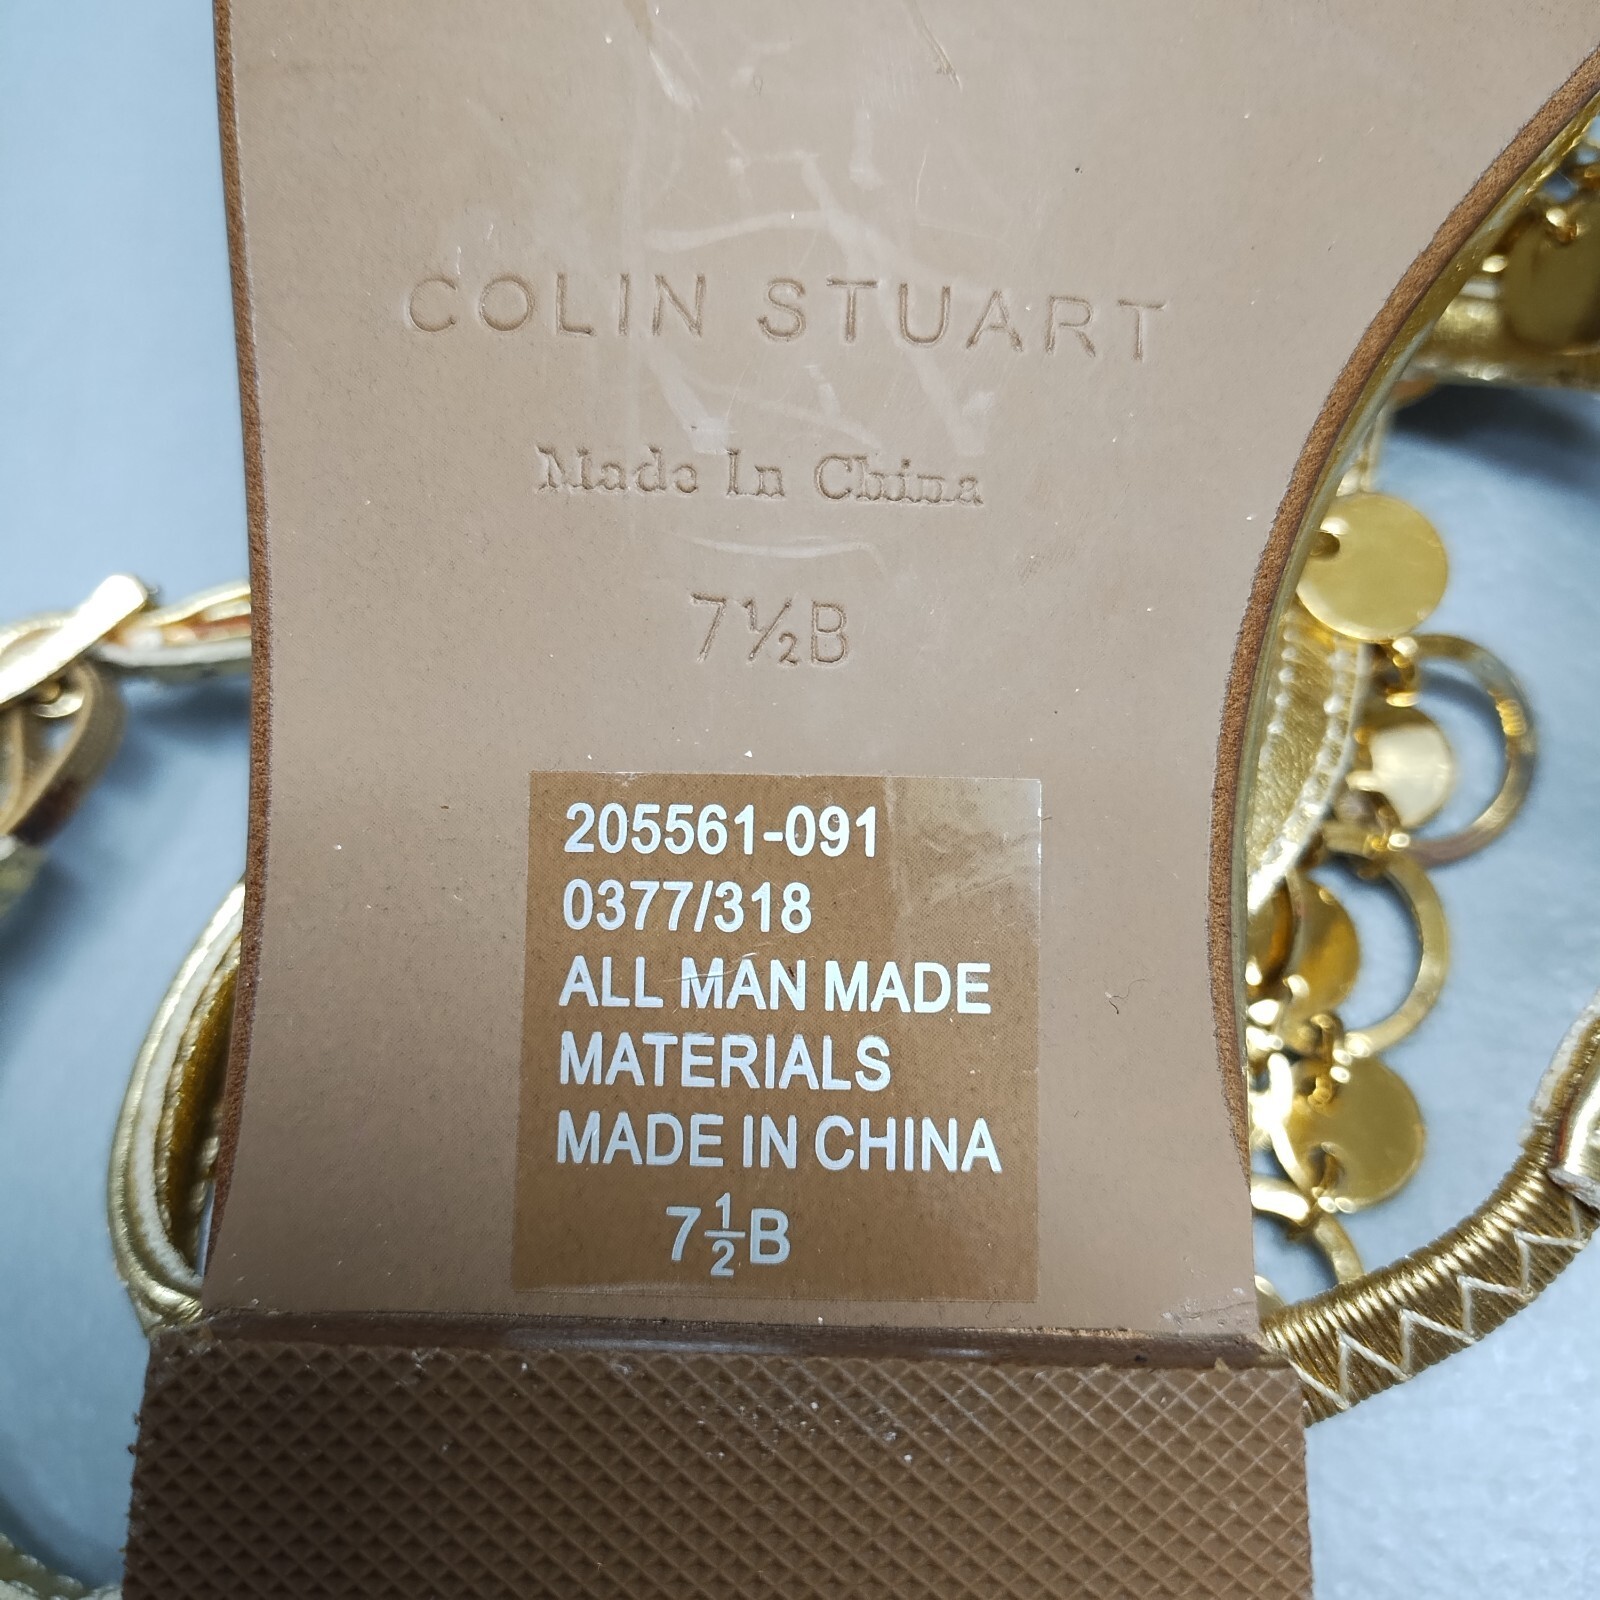 COLIN STUART
Made In China
7½B
205561-091
0377/318
ALL MAN MADE
MATERIALS
MADE IN CHINA
7½B